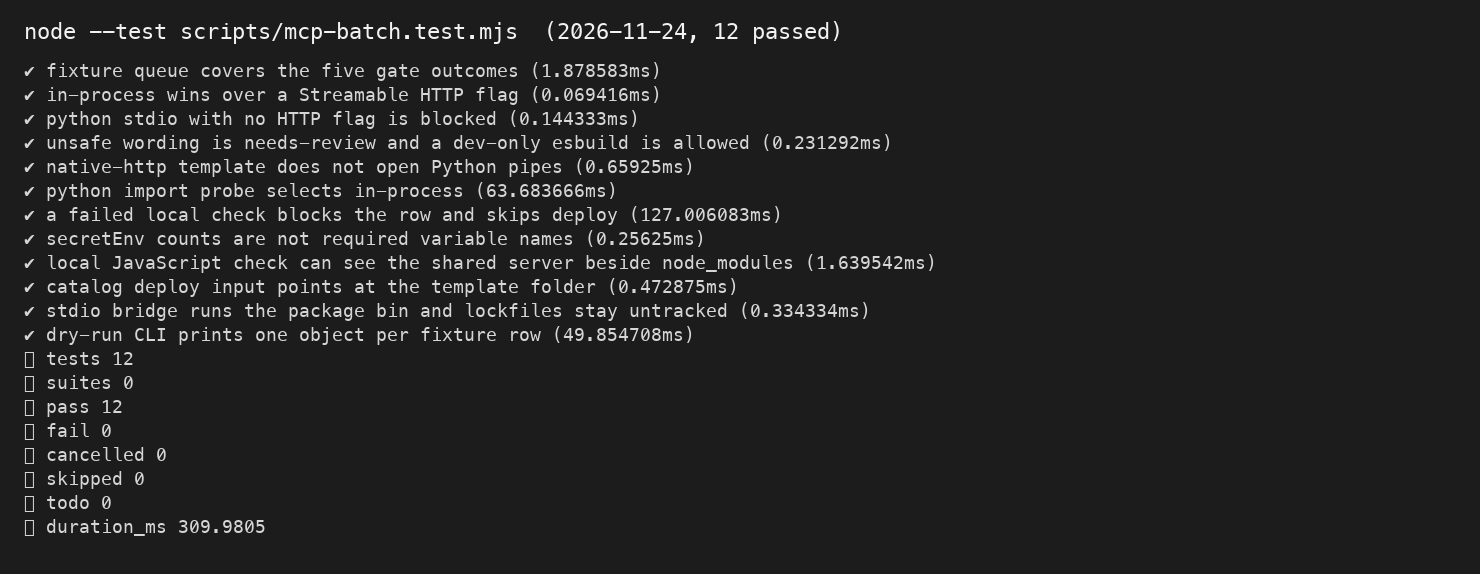 node --test scripts/mcp-batch.test.mjs  (2026-11-24, 12 passed)
✔ fixture queue covers the five gate outcomes (1.878583ms)
✔ in-process wins over a Streamable HTTP flag (0.069416ms)
✔ python stdio with no HTTP flag is blocked (0.144333ms)
✔ unsafe wording is needs-review and a dev-only esbuild is allowed (0.231292ms)
✔ native-http template does not open Python pipes (0.65925ms)
✔ python import probe selects in-process (63.683666ms)
✔ a failed local check blocks the row and skips deploy (127.006083ms)
✔ secretEnv counts are not required variable names (0.25625ms)
✔ local JavaScript check can see the shared server beside node_modules (1.639542ms)
✔ catalog deploy input points at the template folder (0.472875ms)
✔ stdio bridge runs the package bin and lockfiles stay untracked (0.334334ms)
✔ dry-run CLI prints one object per fixture row (49.854708ms)
▯ tests 12
▯ suites 0
▯ pass 12
▯ fail 0
▯ cancelled 0
▯ skipped 0
▯ todo 0
▯ duration_ms 309.9805